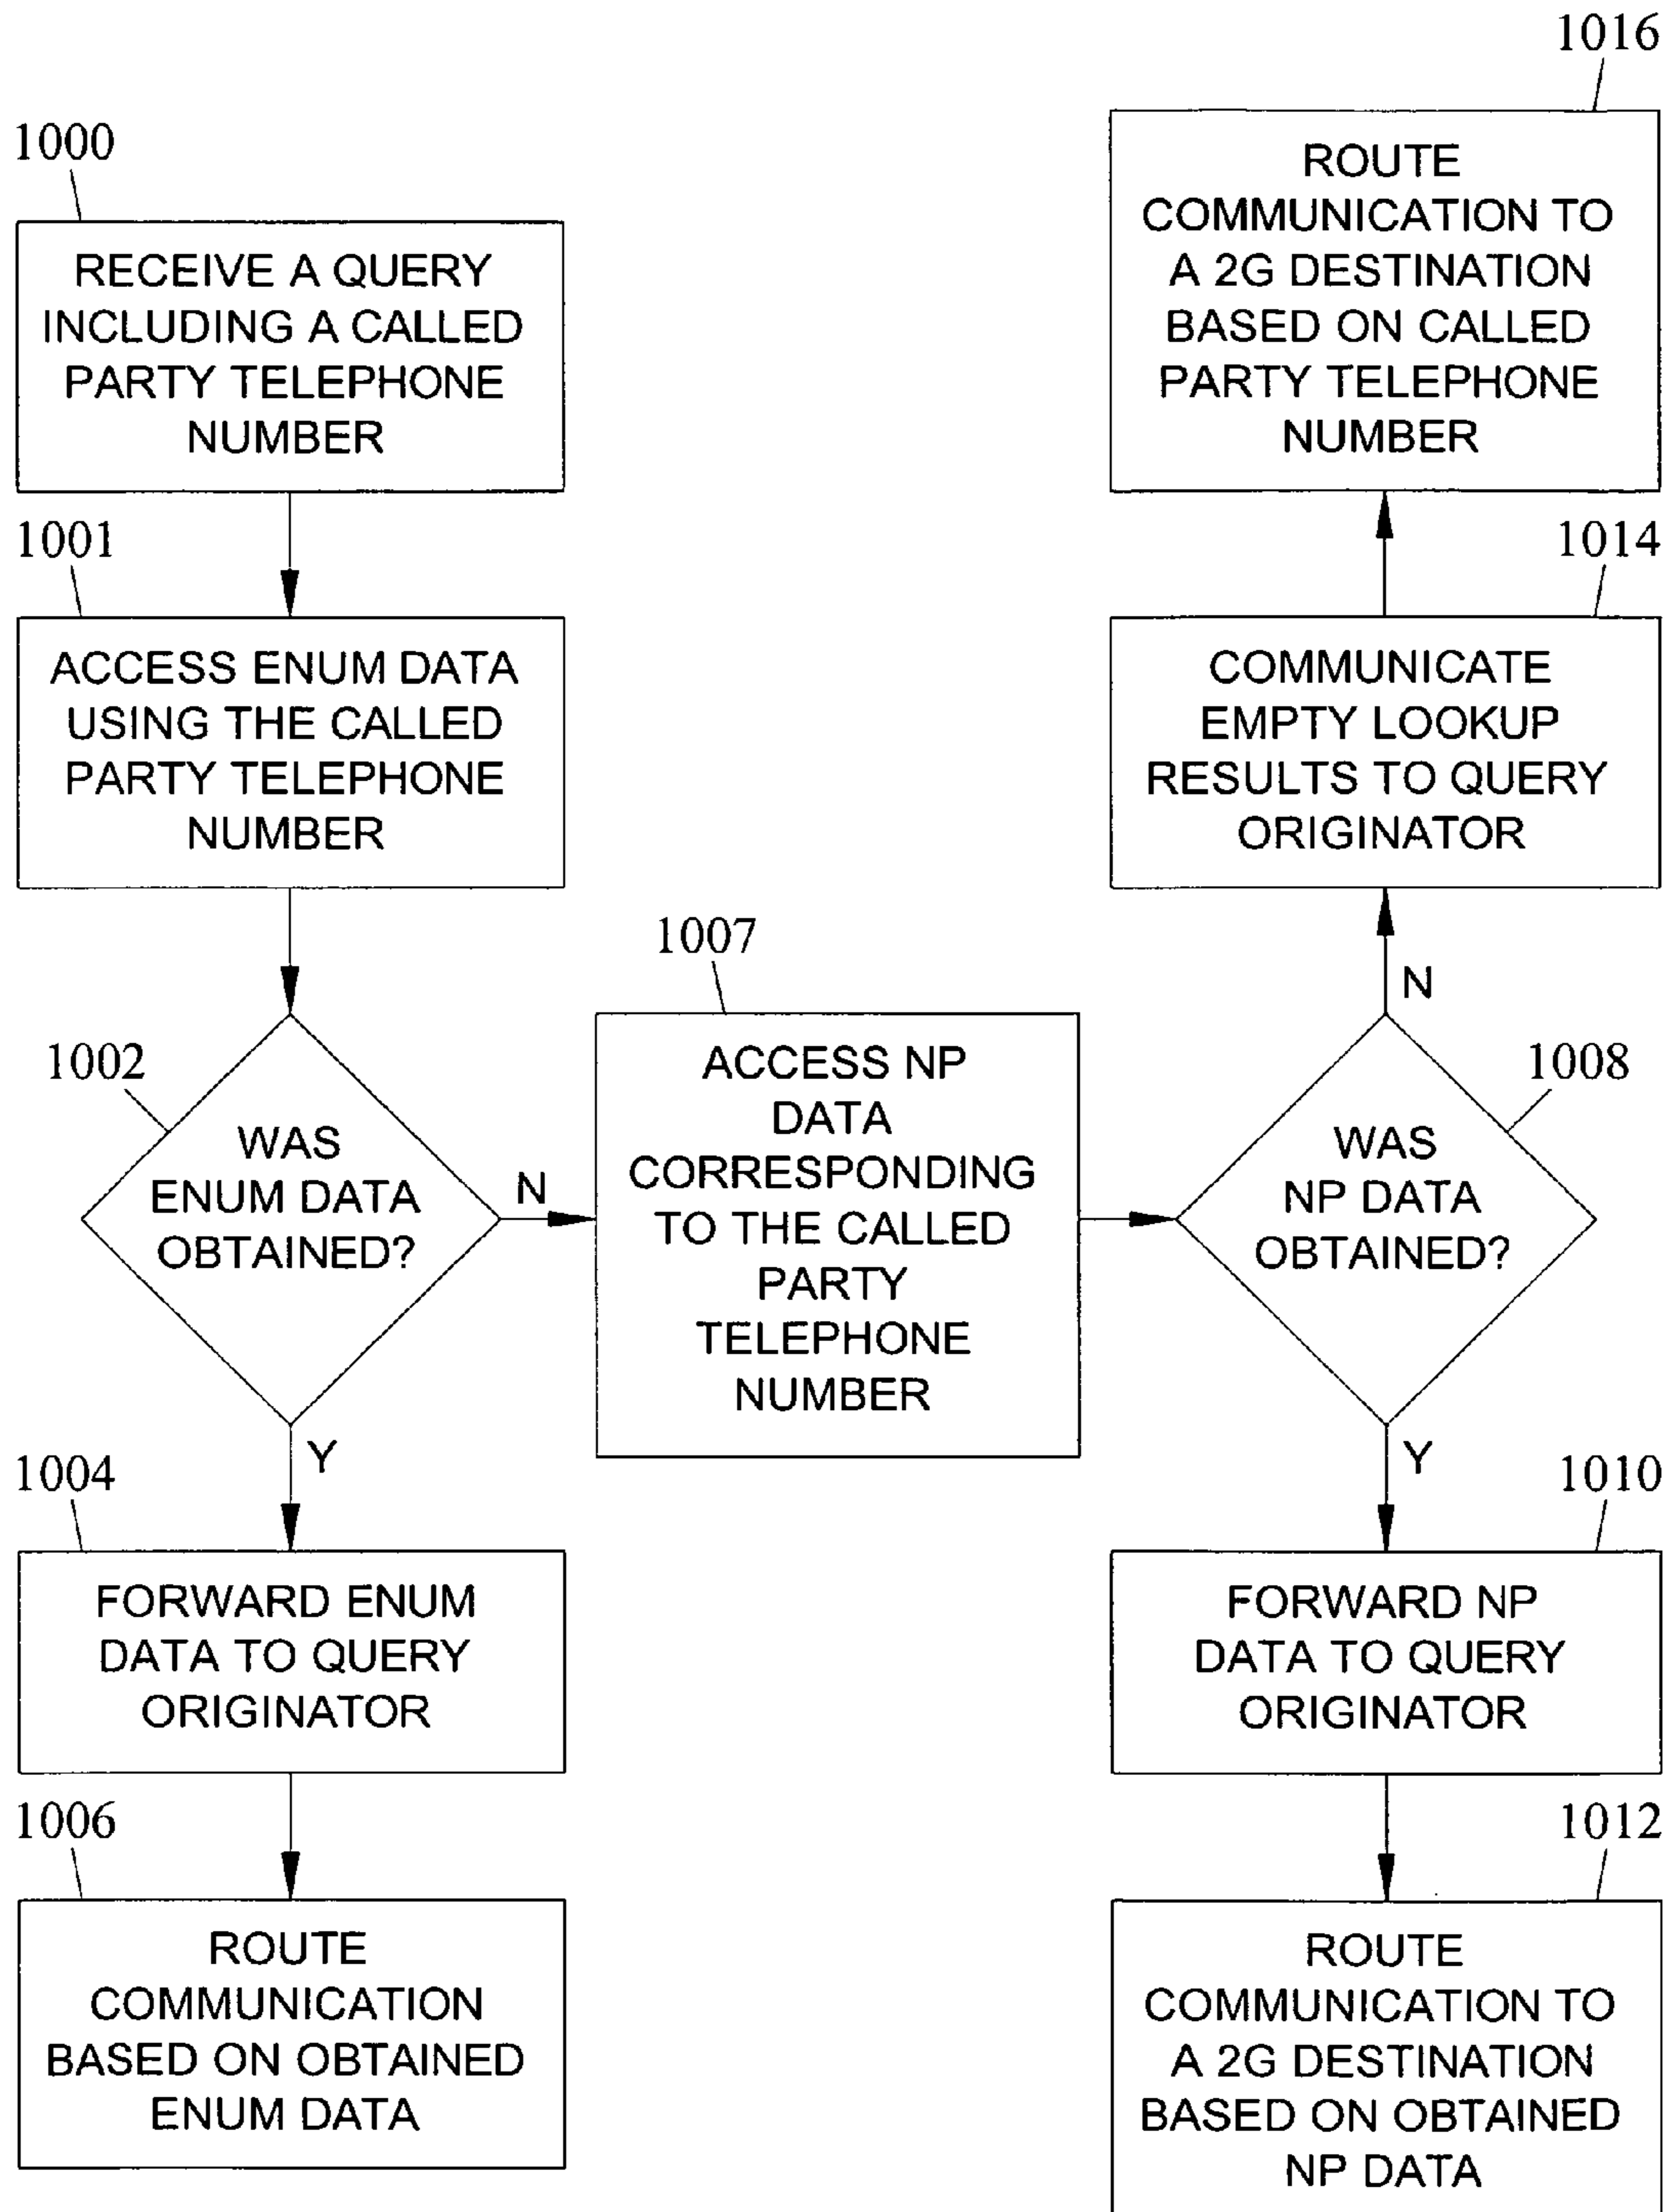 1000
RECEIVE A QUERY
INCLUDING A CALLED
PARTY TELEPHONE
NUMBER
1001
ACCESS ENUM DATA
USING THE CALLED
PARTY TELEPHONE
NUMBER
1002
WAS
ENUM DATA
OBTAINED?
N
Y
1004
FORWARD ENUM
DATA TO QUERY
ORIGINATOR
1006
ROUTE
COMMUNICATION
BASED ON OBTAINED
ENUM DATA
1007
ACCESS NP
DATA
CORRESPONDING
TO THE CALLED
PARTY
TELEPHONE
NUMBER
1008
WAS
NP DATA
OBTAINED?
N
Y
1010
FORWARD NP
DATA TO QUERY
ORIGINATOR
1012
ROUTE
COMMUNICATION TO
A 2G DESTINATION
BASED ON OBTAINED
NP DATA
1014
COMMUNICATE
EMPTY LOOKUP
RESULTS TO QUERY
ORIGINATOR
1016
ROUTE
COMMUNICATION TO
A 2G DESTINATION
BASED ON CALLED
PARTY TELEPHONE
NUMBER